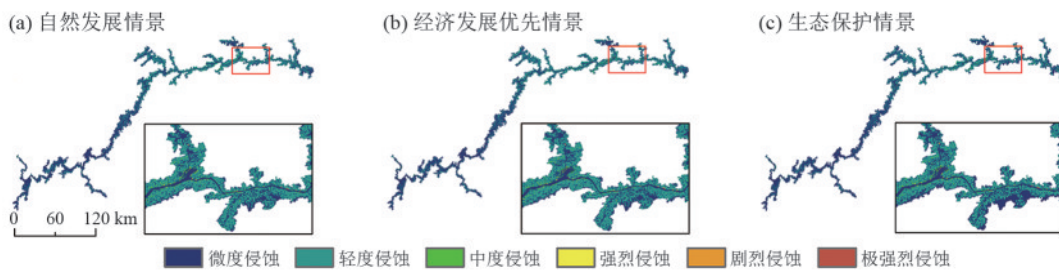 (a) 自然发展情景
(b) 经济发展优先情景
(c) 生态保护情景
0 60 120 km
微度侵蚀 轻度侵蚀 中度侵蚀 强烈侵蚀 剧烈侵蚀 极强烈侵蚀